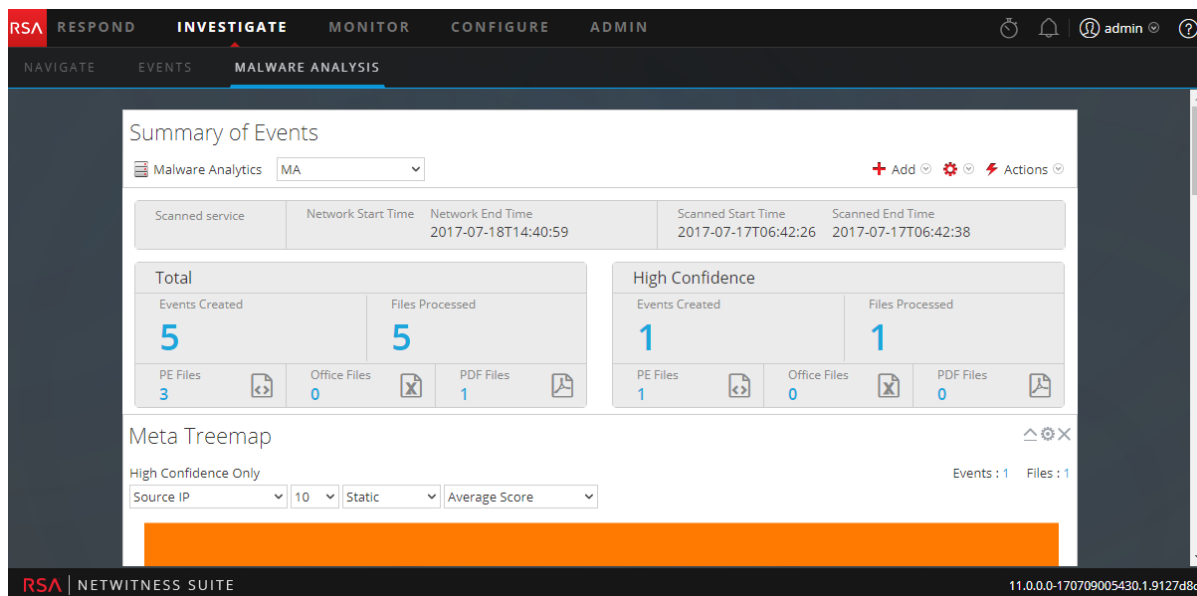 RSA RESPOND INVESTIGATE MONITOR CONFIGURE ADMIN admin ?
NAVIGATE EVENTS MALWARE ANALYSIS
Summary of Events
Malware Analytics MA Add Actions
Scanned service Network Start Time Network End Time Scanned Start Time Scanned End Time
2017-07-18T14:40:59 2017-07-17T06:42:26 2017-07-17T06:42:38
Total High Confidence
Events Created Files Processed Events Created Files Processed
5 5 1 1
PE Files Office Files PDF Files PE Files Office Files PDF Files
3 0 1 1 0 0
Meta Treemap
High Confidence Only Events : 1 Files : 1
Source IP 10 Static Average Score
RSA NETWITNESS SUITE 11.0.0.0-170709005430.1.9127d8